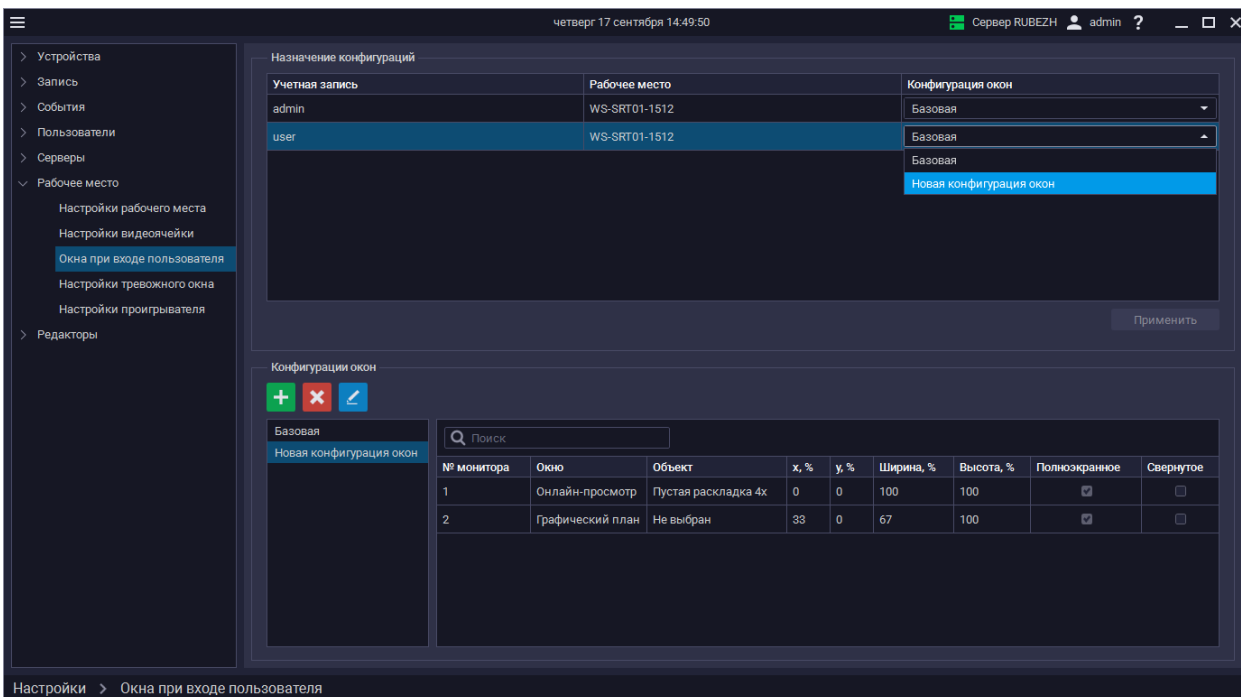 четверг 17 сентября 14:49:50
Сервер RUBEZH admin ?
Устройства
Запись
События
Пользователи
Серверы
Рабочее место
Настройки рабочего места
Настройки видеоячейки
Окна при входе пользователя
Настройки тревожного окна
Настройки проигрывателя
Редакторы
Назначение конфигураций
Учетная запись Рабочее место Конфигурация окон
admin WS-SRT01-1512 Базовая
user WS-SRT01-1512 Базовая
Базовая
Новая конфигурация окон
Применить
Конфигурации окон
Базовая
Новая конфигурация окон
Поиск
№ монитора Окно Объект x, % y, % Ширина, % Высота, % Полноэкранное Свернутое
1 Онлайн-просмотр Пустая раскладка 4x 0 0 100 100
2 Графический план Не выбран 33 0 67 100
Настройки > Окна при входе пользователя